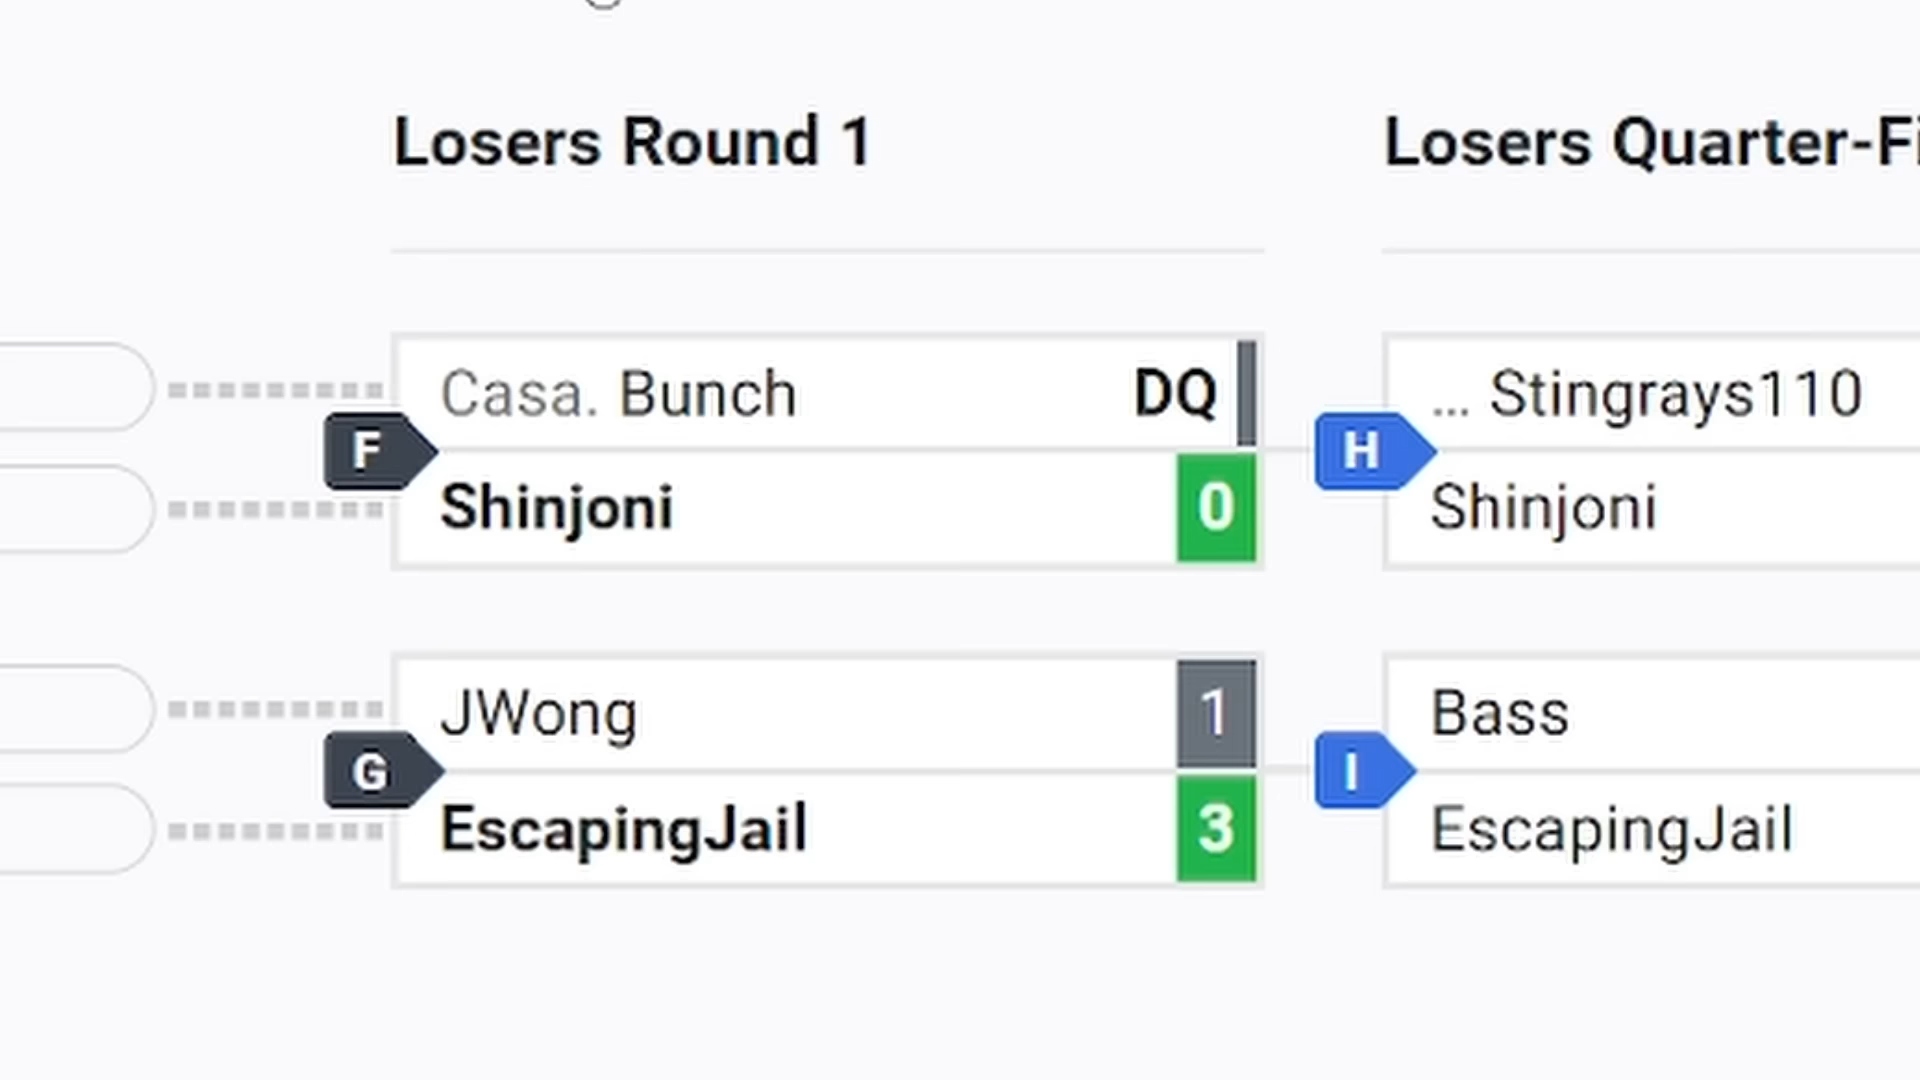 Losers Round 1
Losers Quarter-Fi
Casa. Bunch DQ
F
Shinjoni 0
JWong 1
G
EscapingJail 3
... Stingrays110
H
Shinjoni
Bass
I
EscapingJail